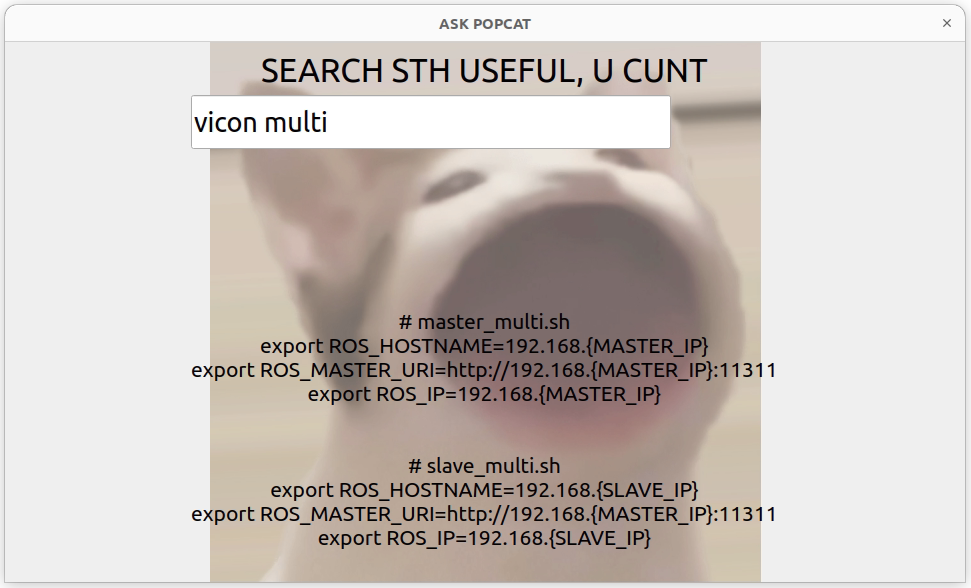 ASK POPCAT
×
SEARCH STH USEFUL, U CUNT
vicon multi
# master_multi.sh
export ROS_HOSTNAME=192.168.{MASTER_IP}
export ROS_MASTER_URI=http://192.168.{MASTER_IP}:11311
export ROS_IP=192.168.{MASTER_IP}
# slave_multi.sh
export ROS_HOSTNAME=192.168.{SLAVE_IP}
export ROS_MASTER_URI=http://192.168.{MASTER_IP}:11311
export ROS_IP=192.168.{SLAVE_IP}